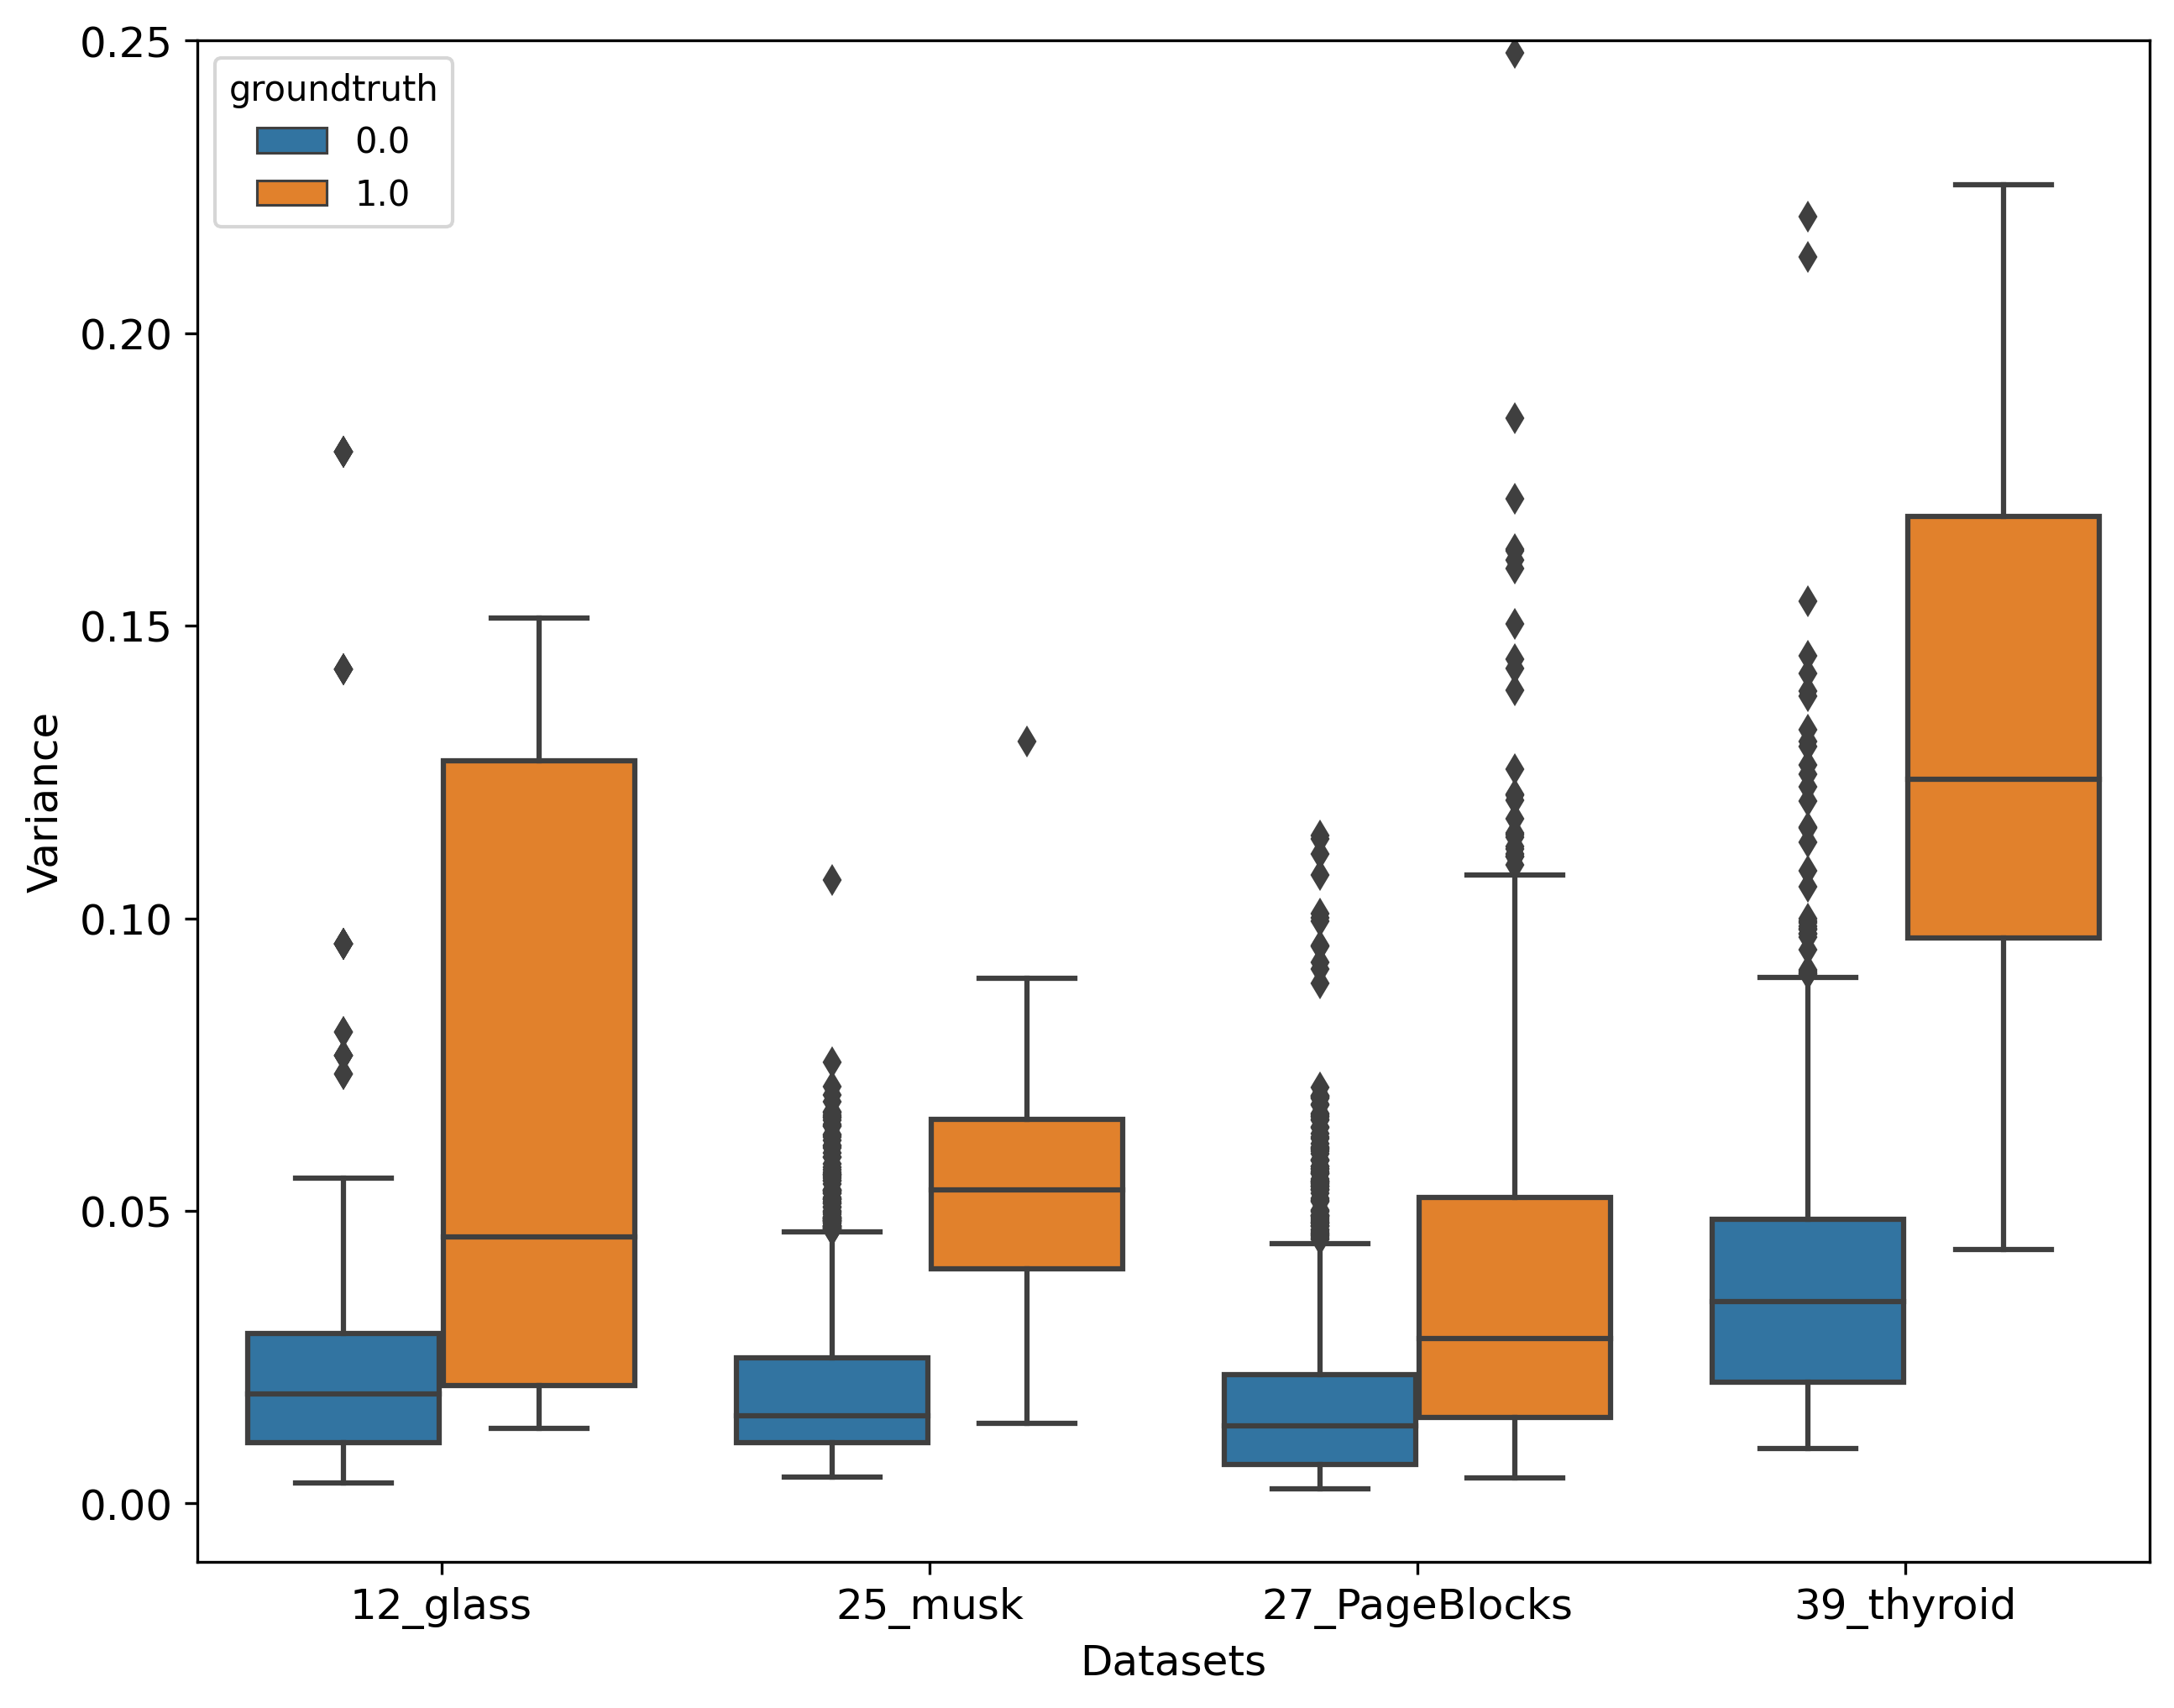 groundtruth
0.0
1.0
0.25
0.20
0.15
0.10
0.05
0.00
Variance
12_glass
25_musk
27_PageBlocks
39_thyroid
Datasets